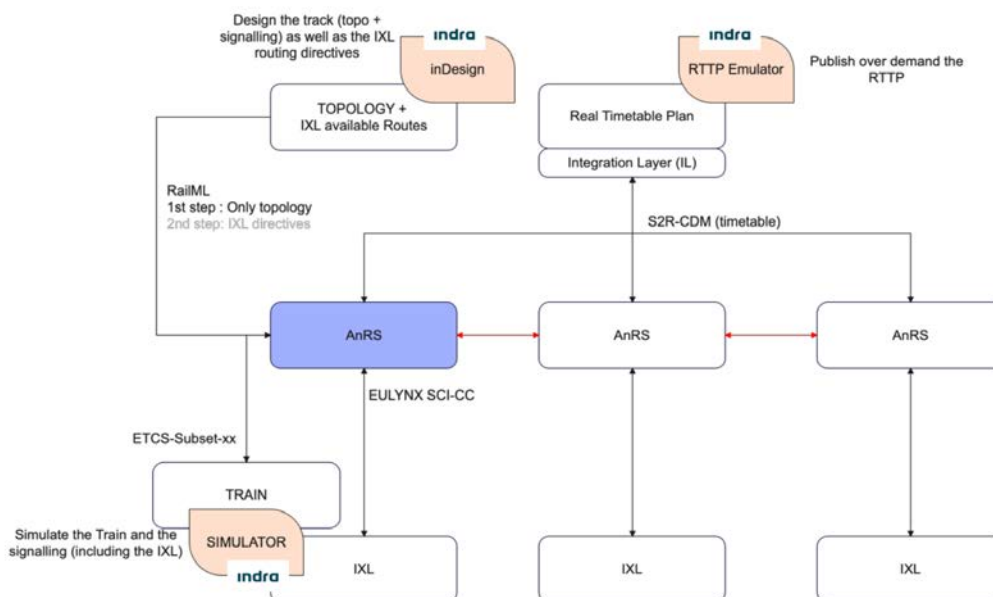 Design the track (topo +
signalling) as well as the IXL
routing directives
indra
inDesign
TOPOLOGY +
IXL available Routes
indra
RTTP Emulator
Publish over demand the
RTTP
Real Timetable Plan
Integration Layer (IL)
RailML
1st step : Only topology
2nd step: IXL directives
S2R-CDM (timetable)
AnRS
AnRS
AnRS
EULYNX SCI-CC
ETCS-Subset-xx
TRAIN
Simulate the Train and the
signalling (including the IXL)
SIMULATOR
indra
IXL
IXL
IXL